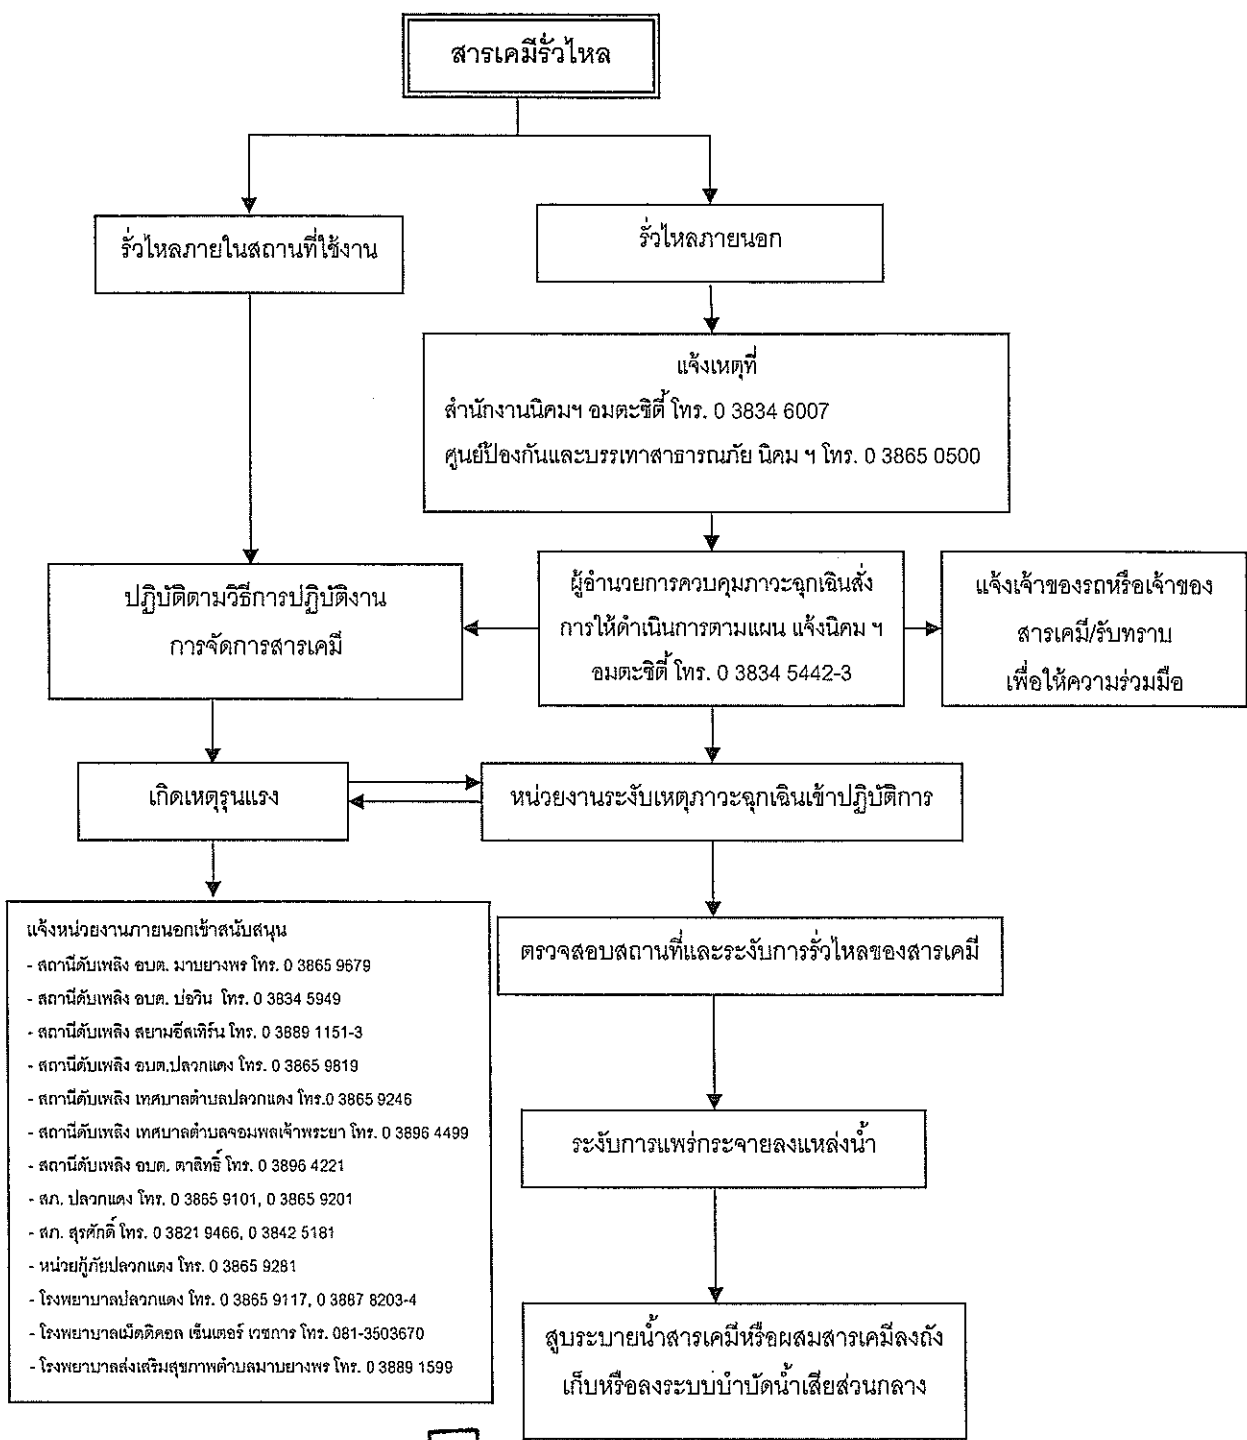 สารเคมีรั่วไหล
รั่วไหลภายในสถานที่ใช้งาน
รั่วไหลภายนอก
แจ้งเหตุที่
สำนักงานนิคมฯ อมตะซิตี้ โทร. 0 3834 6007
ศูนย์ป้องกันและบรรเทาสาธารณภัย นิคม ฯ โทร. 0 3865 0500
ปฏิบัติตามวิธีการปฏิบัติงาน
การจัดการสารเคมี
ผู้อำนวยการควบคุมภาวะฉุกเฉินสั่ง
การให้ดำเนินการตามแผน แจ้งนิคม ฯ
อมตะซิตี้ โทร. 0 3834 5442-3
แจ้งเจ้าของรถหรือเจ้าของ
สารเคมี/รับทราบ
เพื่อให้ความร่วมมือ
เกิดเหตุรุนแรง
หน่วยงานระงับเหตุภาวะฉุกเฉินเข้าปฏิบัติการ
แจ้งหน่วยงานภายนอกเข้าสนับสนุน
- สถานีดับเพลิง อบต. มาบยางพร โทร. 0 3865 9679
- สถานีดับเพลิง อบต. บ่อวิน โทร. 0 3834 5949
- สถานีดับเพลิง สยามอีสเทิร์น โทร. 0 3889 1151-3
- สถานีดับเพลิง อบต.ปลวกแดง โทร. 0 3865 9819
- สถานีดับเพลิง เทศบาลตำบลปลวกแดง โทร.0 3865 9246
- สถานีดับเพลิง เทศบาลตำบลจอมพลเจ้าพระยา โทร. 0 3896 4499
- สถานีดับเพลิง อบต. ตาสิทธิ์ โทร. 0 3896 4221
- สภ. ปลวกแดง โทร. 0 3865 9101, 0 3865 9201
- สภ. สุรศักดิ์ โทร. 0 3821 9466, 0 3842 5181
- หน่วยกู้ภัยปลวกแดง โทร. 0 3865 9281
- โรงพยาบาลปลวกแดง โทร. 0 3865 9117, 0 3887 8203-4
- โรงพยาบาลเม็ดดิคอล เซ็นเตอร์ เวชการ โทร. 081-3503670
- โรงพยาบาลส่งเสริมสุขภาพตำบลมาบยางพร โทร. 0 3889 1599
ตรวจสอบสถานที่และระงับการรั่วไหลของสารเคมี
ระงับการแพร่กระจายลงแหล่งน้ำ
สูบระบายน้ำสารเคมีหรือผสมสารเคมีลงถัง
เก็บหรือลงระบบบำบัดน้ำเสียส่วนกลาง